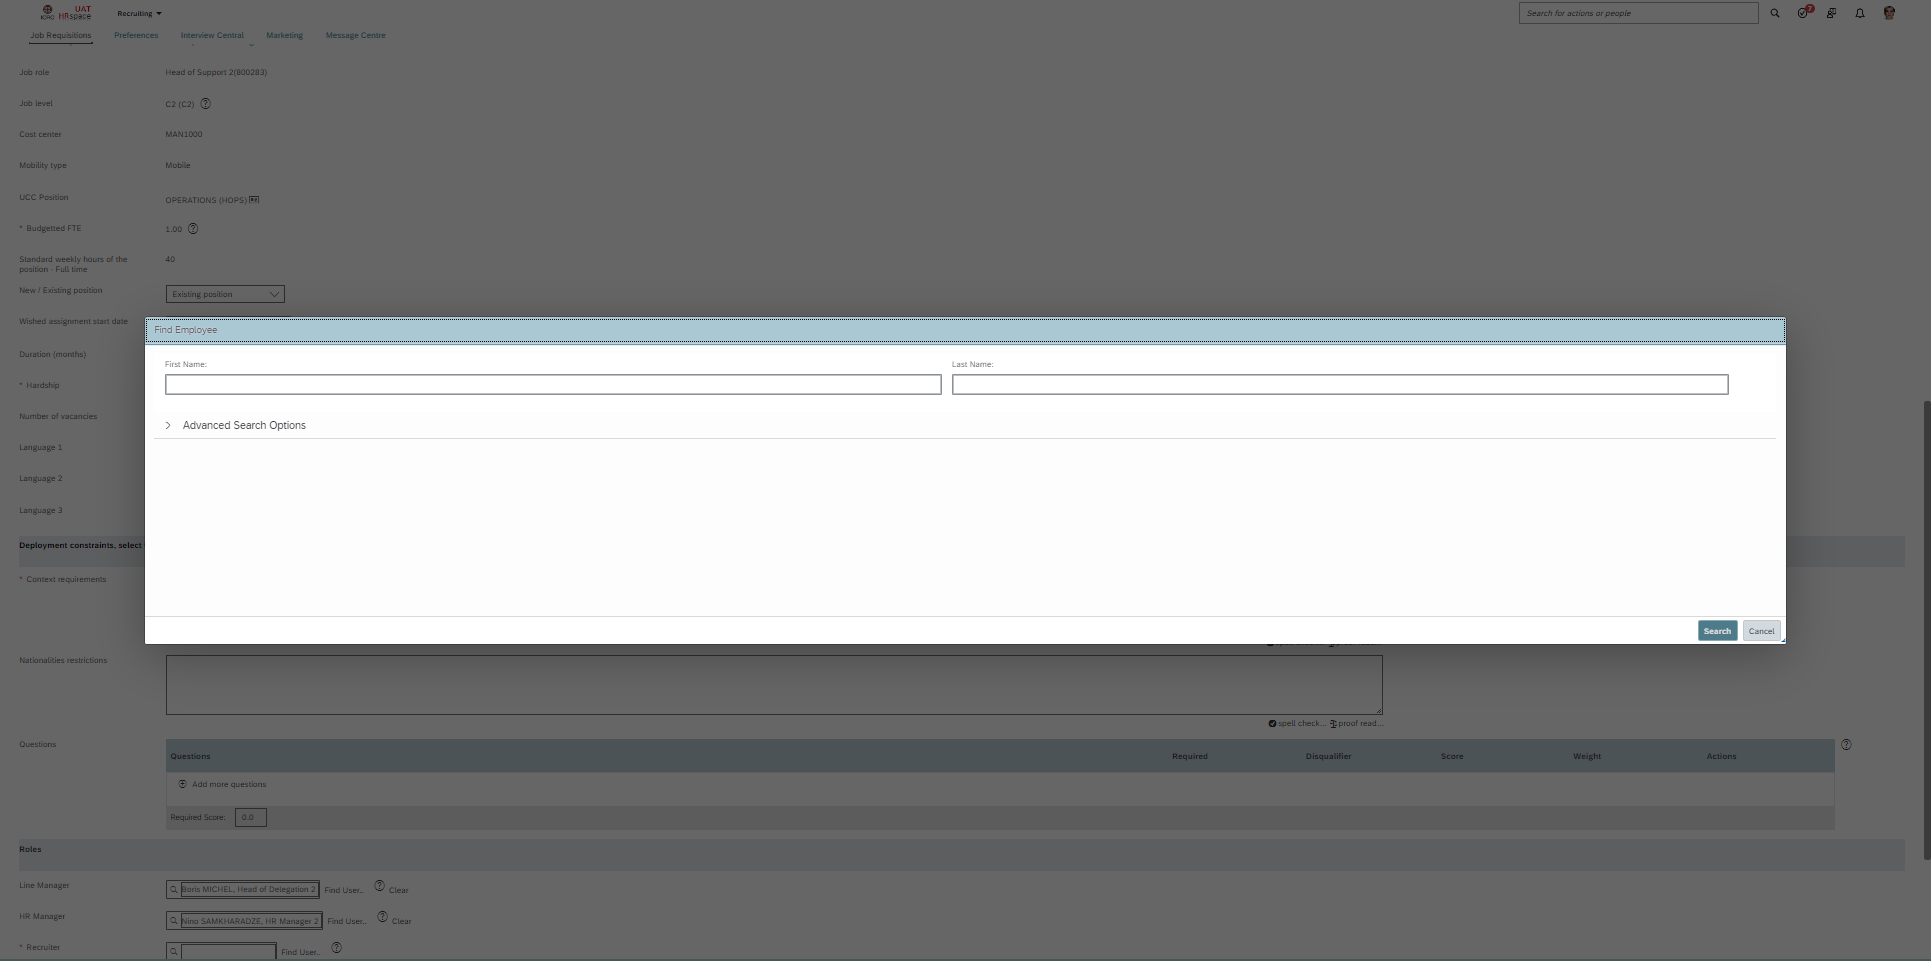 UAT
ICRC HRspace
Recruiting
Search for actions or people
7
Job Requisitions
Preferences
Interview Central
Marketing
Message Centre
Job role
Head of Support 2(800283)
Job level
C2 (C2)
Cost center
MAN1000
Mobility type
Mobile
UCC Position
OPERATIONS (HOPS)
* Budgetted FTE
1.00
Standard weekly hours of the
position - Full time
40
New / Existing position
Existing position
Wished assignment start date
Find Employee
Duration (months)
First Name:
Last Name:
* Hardship
Number of vacancies
Advanced Search Options
Language 1
Language 2
Language 3
Deployment constraints, select
* Context requirements
Search
Cancel
Nationalities restrictions
spell check... proof read...
Questions
Questions
Required
Disqualifier
Score
Weight
Actions
Add more questions
Required Score:
0.0
Roles
Line Manager
Boris MICHEL, Head of Delegation 2
Find User..
Clear
HR Manager
Nino SAMKHARADZE, HR Manager 2
Find User..
Clear
* Recruiter
Find User..